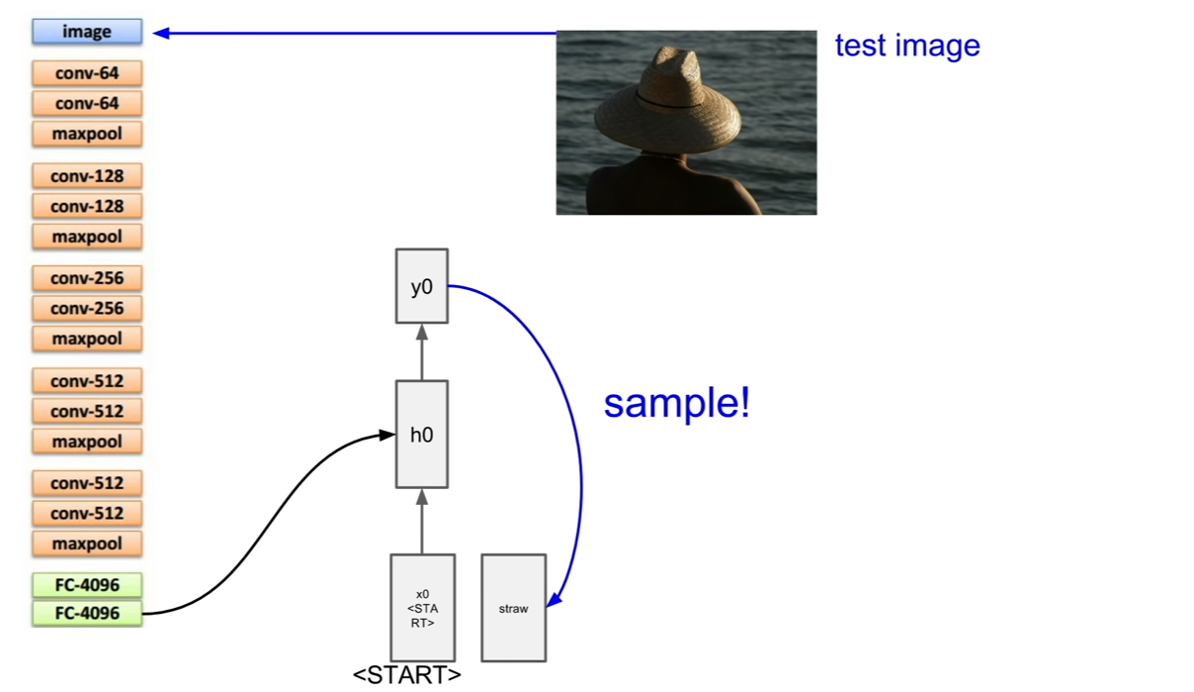 image
conv-64
conv-64
maxpool
conv-128
conv-128
maxpool
conv-256
conv-256
maxpool
conv-512
conv-512
maxpool
conv-512
conv-512
maxpool
FC-4096
FC-4096
test image
y0
sample!
h0
x0
<STA
RT>
straw
<START>